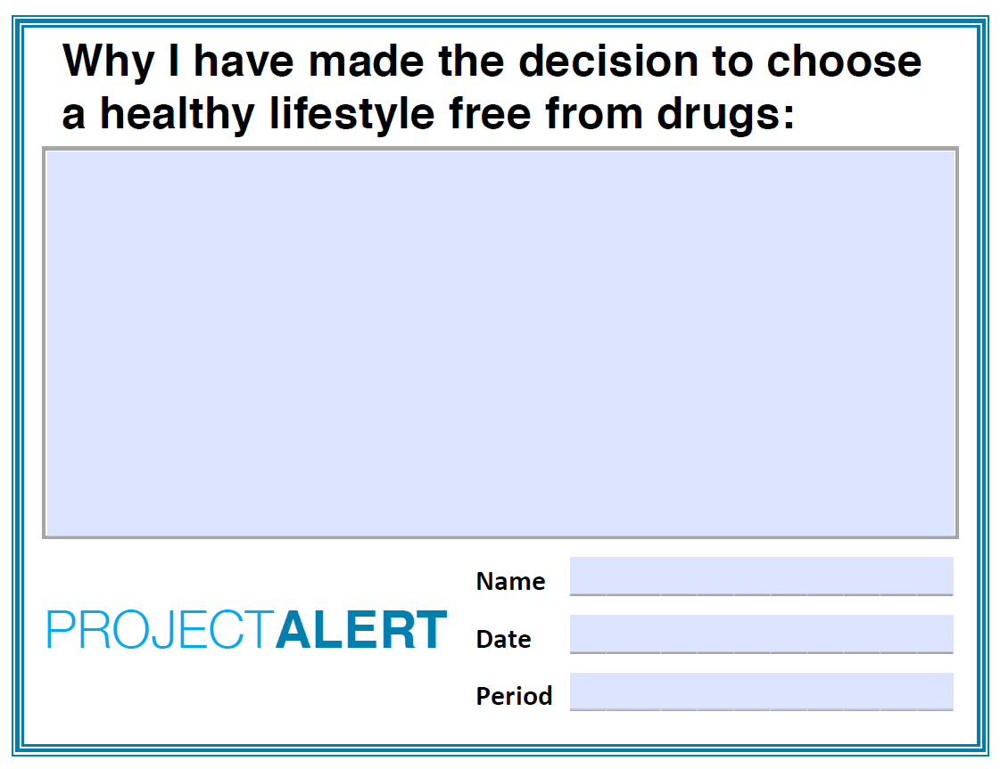 Why I have made the decision to choose
a healthy lifestyle free from drugs:
Name
PROJECTALERT
Date
Period